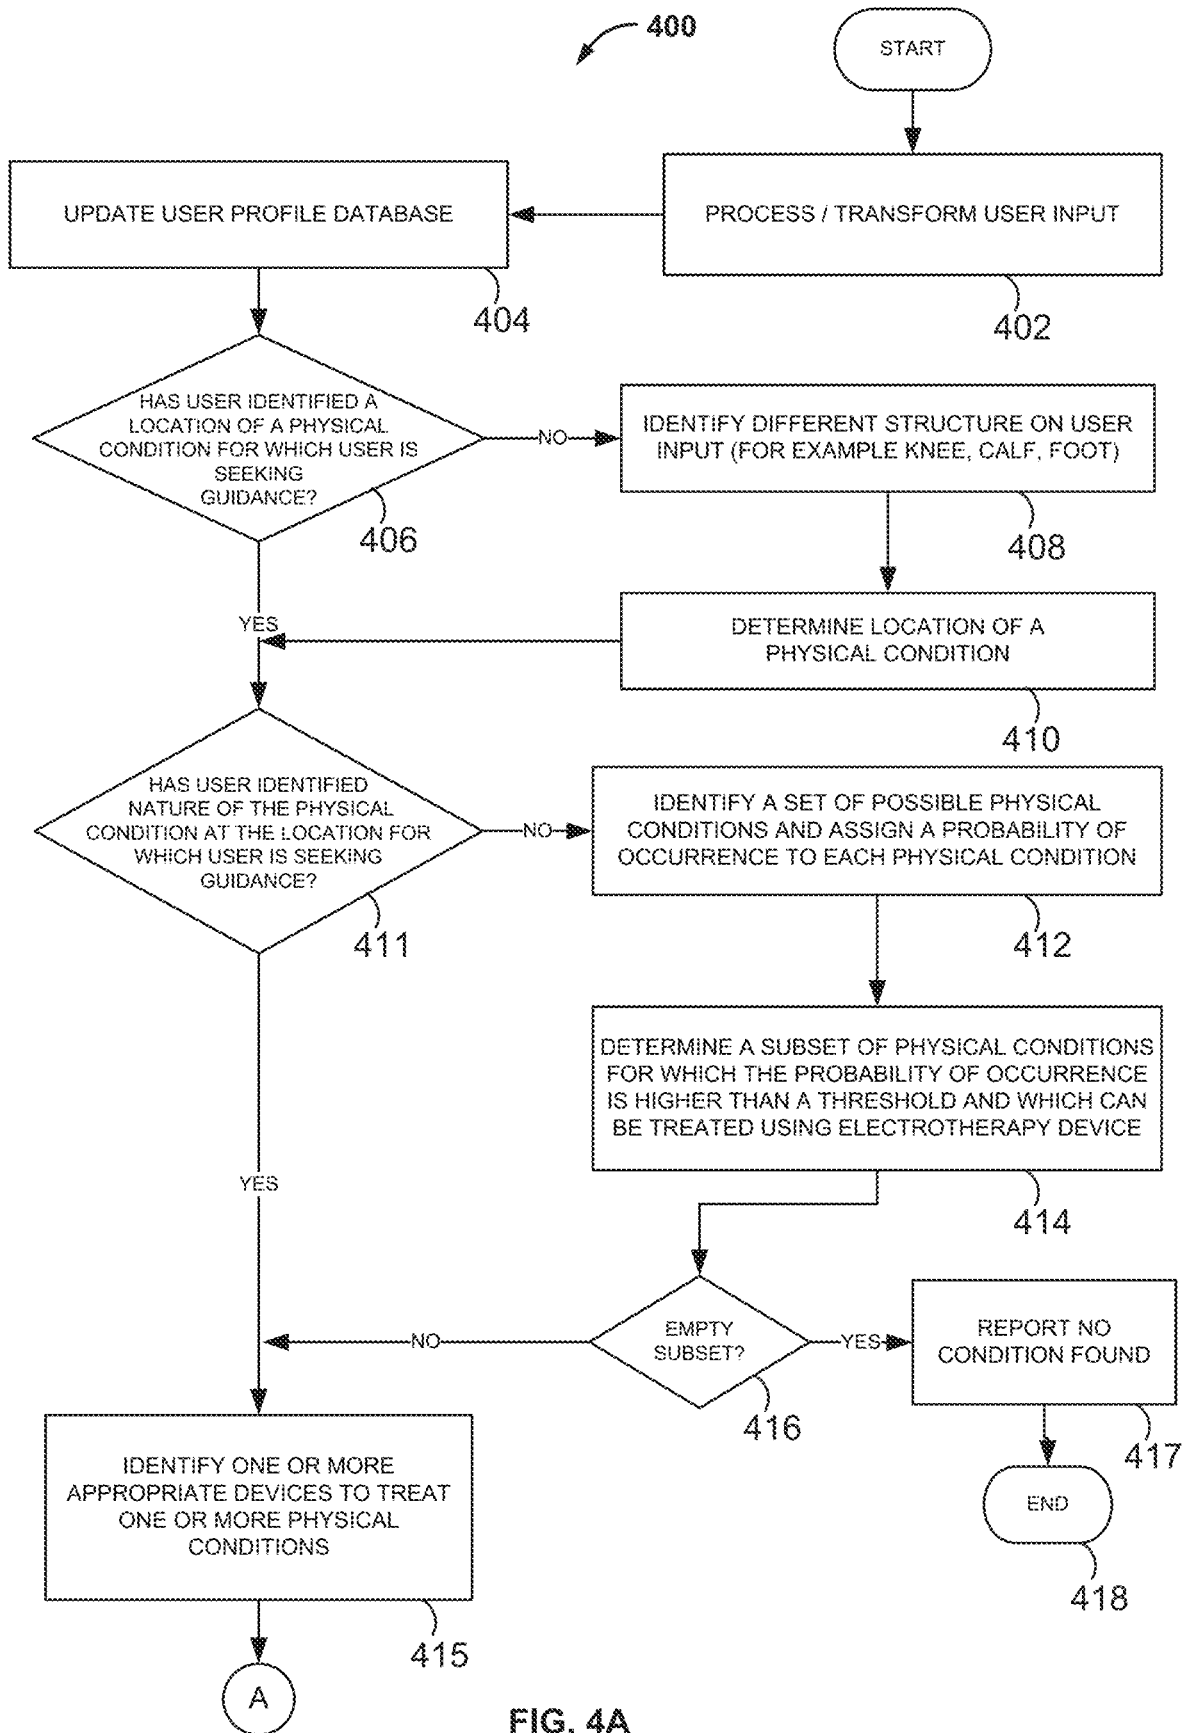 400
START
PROCESS / TRANSFORM USER INPUT
402
UPDATE USER PROFILE DATABASE
404
HAS USER IDENTIFIED A
LOCATION OF A PHYSICAL
CONDITION FOR WHICH USER IS
SEEKING
GUIDANCE?
406
NO
IDENTIFY DIFFERENT STRUCTURE ON USER
INPUT (FOR EXAMPLE KNEE, CALF, FOOT)
408
YES
DETERMINE LOCATION OF A
PHYSICAL CONDITION
410
HAS USER IDENTIFIED
NATURE OF THE PHYSICAL
CONDITION AT THE LOCATION FOR
WHICH USER IS SEEKING
GUIDANCE?
411
NO
IDENTIFY A SET OF POSSIBLE PHYSICAL
CONDITIONS AND ASSIGN A PROBABILITY OF
OCCURRENCE TO EACH PHYSICAL CONDITION
412
DETERMINE A SUBSET OF PHYSICAL CONDITIONS
FOR WHICH THE PROBABILITY OF OCCURRENCE
IS HIGHER THAN A THRESHOLD AND WHICH CAN
BE TREATED USING ELECTROTHERAPY DEVICE
414
YES
EMPTY
SUBSET?
416
NO
YES
REPORT NO
CONDITION FOUND
417
END
418
IDENTIFY ONE OR MORE
APPROPRIATE DEVICES TO TREAT
ONE OR MORE PHYSICAL
CONDITIONS
415
A
FIG. 4A